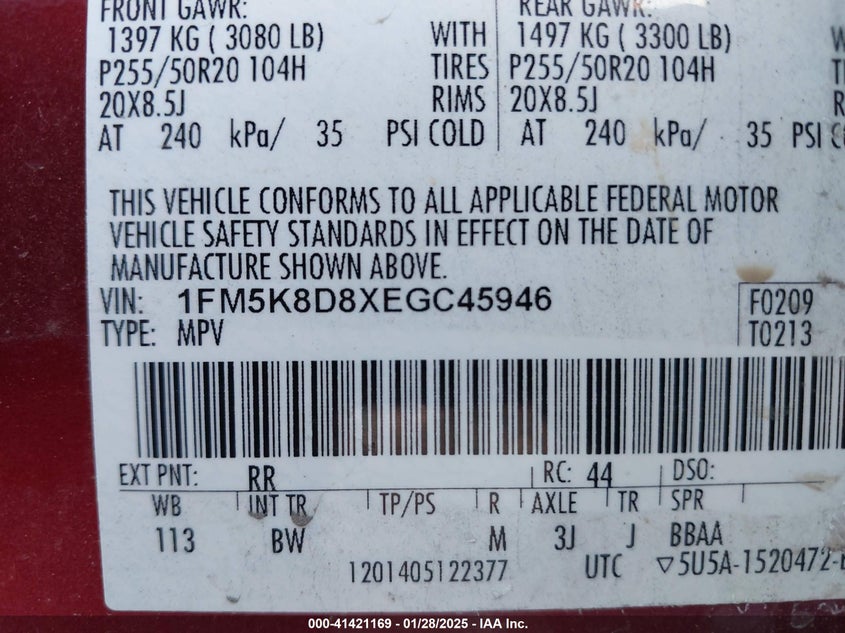 FRONT GAWR: REAR GAWR:
1397 KG ( 3080 LB) WITH 1497 KG ( 3300 LB)
P255/50R20 104H TIRES P255/50R20 104H
20X8.5J RIMS 20X8.5J
AT 240 kPa/ 35 PSI COLD AT 240 kPa/ 35 PSI
THIS VEHICLE CONFORMS TO ALL APPLICABLE FEDERAL MOTOR
VEHICLE SAFETY STANDARDS IN EFFECT ON THE DATE OF
MANUFACTURE SHOWN ABOVE.
VIN: 1FM5K8D8XEGC45946 F0209
TYPE: MPV T0213
EXT PNT: RR RC: 44 DSO:
WB INT TR TP/PS R AXLE TR SPR
113 BW M 3J J BBAA
1201405122377 UTC ▽5U5A-1520472-
000-41421169 | 01/28/2025 - IAA Inc.